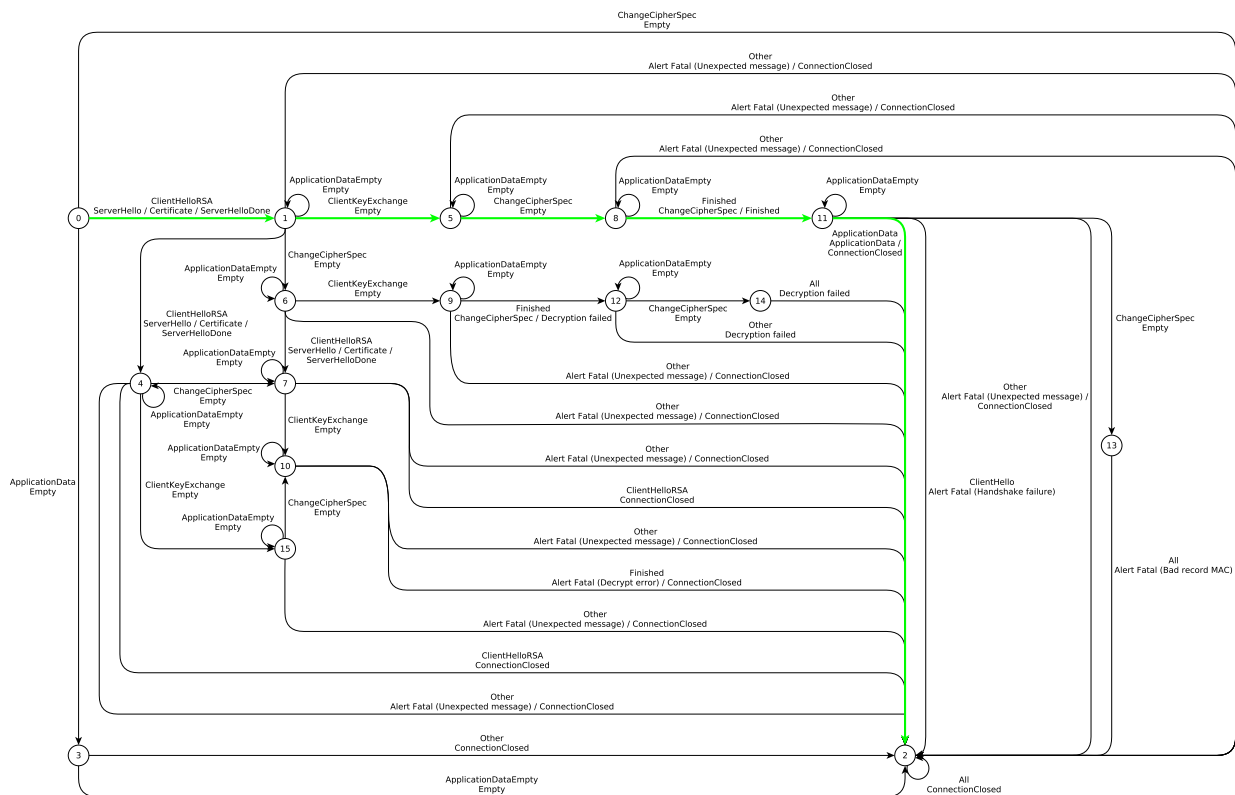 ChangeCipherSpec
Empty
Other
Alert Fatal (Unexpected message) / ConnectionClosed
Other
Alert Fatal (Unexpected message) / ConnectionClosed
Other
Alert Fatal (Unexpected message) / ConnectionClosed
ApplicationDataEmpty
Empty
ApplicationDataEmpty
Empty
ApplicationDataEmpty
Empty
ApplicationDataEmpty
Empty
0
ClientHelloRSA
ServerHello / Certificate / ServerHelloDone
1
ClientKeyExchange
Empty
5
ChangeCipherSpec
Empty
8
Finished
ChangeCipherSpec / Finished
11
ApplicationData
ApplicationData /
ConnectionClosed
ChangeCipherSpec
Empty
ApplicationDataEmpty
Empty
6
ClientKeyExchange
Empty
ApplicationDataEmpty
Empty
9
Finished
ChangeCipherSpec / Decryption failed
ApplicationDataEmpty
Empty
12
ChangeCipherSpec
Empty
14
All
Decryption failed
Other
Decryption failed
ChangeCipherSpec
Empty
ClientHelloRSA
ServerHello / Certificate /
ServerHelloDone
ClientHelloRSA
ServerHello / Certificate /
ServerHelloDone
ApplicationDataEmpty
Empty
4
ChangeCipherSpec
Empty
ApplicationDataEmpty
Empty
7
Other
Alert Fatal (Unexpected message) / ConnectionClosed
Other
Alert Fatal (Unexpected message) /
ConnectionClosed
Other
Alert Fatal (Unexpected message) / ConnectionClosed
ClientKeyExchange
Empty
13
ApplicationDataEmpty
Empty
10
Other
Alert Fatal (Unexpected message) / ConnectionClosed
ApplicationData
Empty
ClientKeyExchange
Empty
ChangeCipherSpec
Empty
ClientHelloRSA
ConnectionClosed
ClientHello
Alert Fatal (Handshake failure)
ApplicationDataEmpty
Empty
15
Other
Alert Fatal (Unexpected message) / ConnectionClosed
All
Alert Fatal (Bad record MAC)
Finished
Alert Fatal (Decrypt error) / ConnectionClosed
Other
Alert Fatal (Unexpected message) / ConnectionClosed
ClientHelloRSA
ConnectionClosed
Other
Alert Fatal (Unexpected message) / ConnectionClosed
3
Other
ConnectionClosed
2
ApplicationDataEmpty
Empty
All
ConnectionClosed